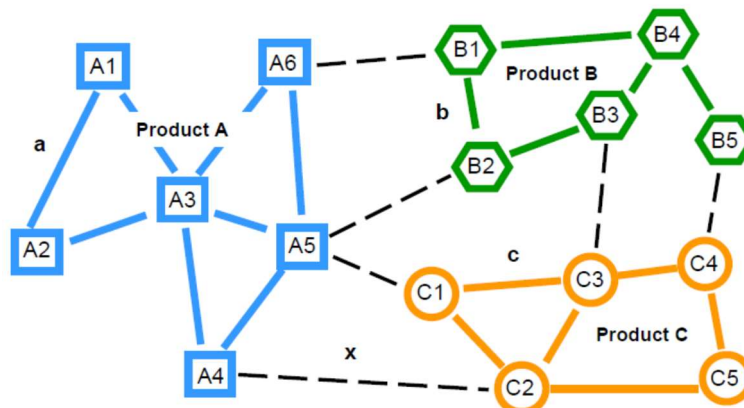 A1
A6
B1
B4
Product B
a
Product A
b
B3
B5
B2
A3
A2
A5
c
C4
C1
C3
Product C
x
A4
C2
C5